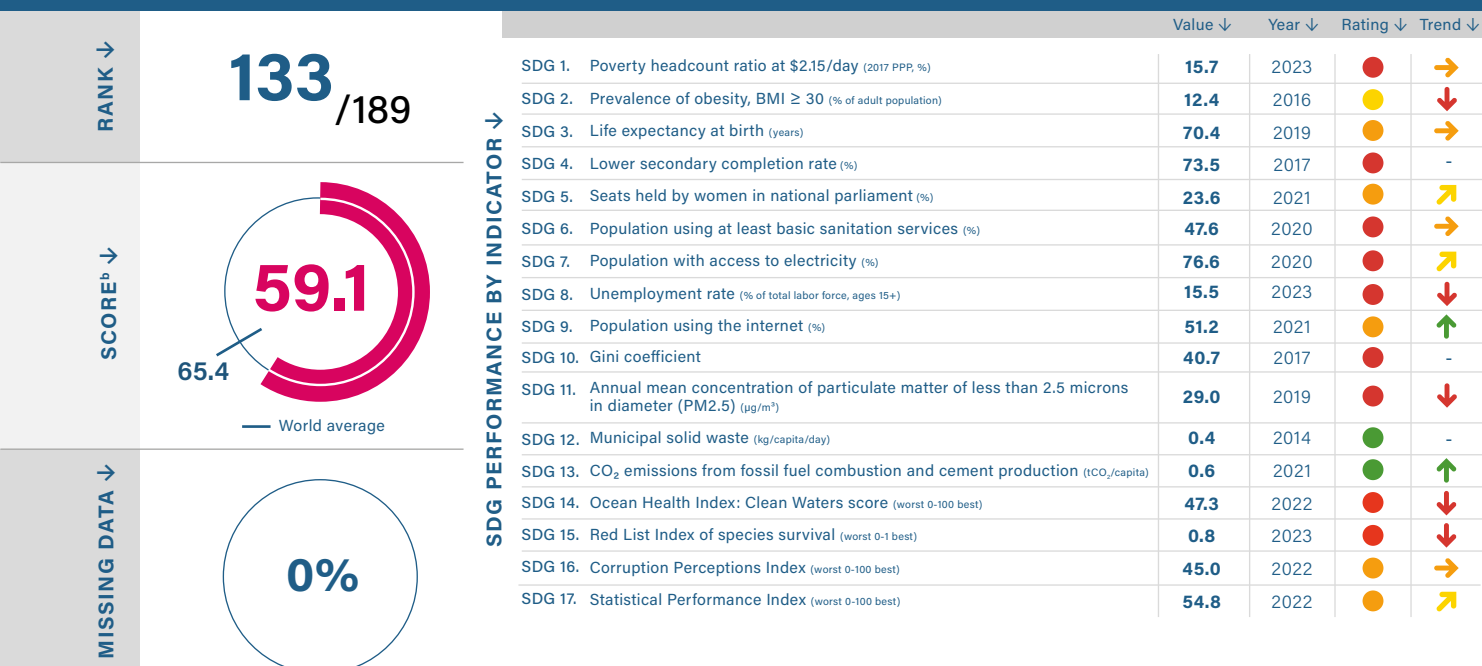 RANK →
133/189
SCOREᵇ →
59.1
65.4
World average
MISSING DATA →
0%
SDG PERFORMANCE BY INDICATOR →
Value ↓ Year ↓ Rating ↓ Trend ↓
SDG 1. Poverty headcount ratio at $2.15/day (2017 PPP, %) 15.7 2023 →
SDG 2. Prevalence of obesity, BMI ≥ 30 (% of adult population) 12.4 2016 ↓
SDG 3. Life expectancy at birth (years) 70.4 2019 →
SDG 4. Lower secondary completion rate (%) 73.5 2017 -
SDG 5. Seats held by women in national parliament (%) 23.6 2021 ↗
SDG 6. Population using at least basic sanitation services (%) 47.6 2020 →
SDG 7. Population with access to electricity (%) 76.6 2020 ↗
SDG 8. Unemployment rate (% of total labor force, ages 15+) 15.5 2023 ↓
SDG 9. Population using the internet (%) 51.2 2021 ↑
SDG 10. Gini coefficient 40.7 2017 -
SDG 11. Annual mean concentration of particulate matter of less than 2.5 microns
in diameter (PM2.5) (µg/m³) 29.0 2019 ↓
SDG 12. Municipal solid waste (kg/capita/day) 0.4 2014 -
SDG 13. CO₂ emissions from fossil fuel combustion and cement production (tCO₂/capita) 0.6 2021 ↑
SDG 14. Ocean Health Index: Clean Waters score (worst 0-100 best) 47.3 2022 ↓
SDG 15. Red List Index of species survival (worst 0-1 best) 0.8 2023 ↓
SDG 16. Corruption Perceptions Index (worst 0-100 best) 45.0 2022 →
SDG 17. Statistical Performance Index (worst 0-100 best) 54.8 2022 ↗